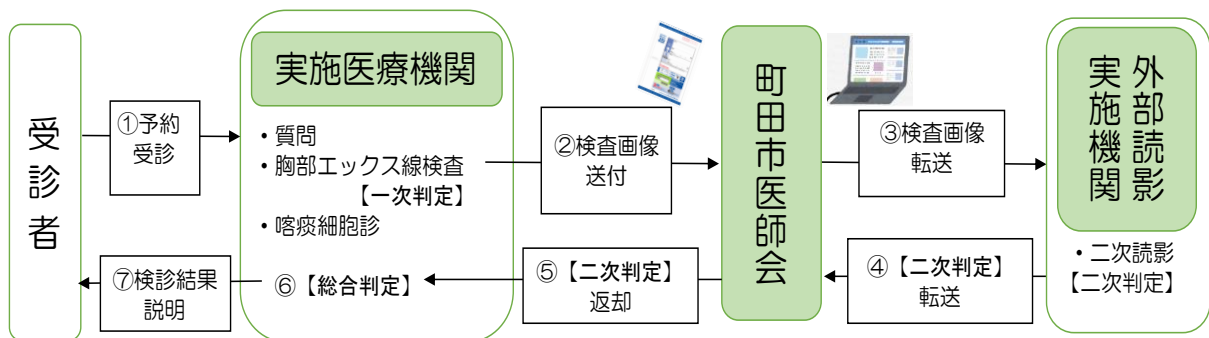 受診者
①予約
受診
実施医療機関
・質問
・胸部エックス線検査
【一次判定】
・喀痰細胞診
②検査画像
送付
町田市医師会
③検査画像
転送
外部読影
実施機関
・二次読影
【二次判定】
④【二次判定】
転送
⑤【二次判定】
返却
⑥【総合判定】
⑦検診結果
説明